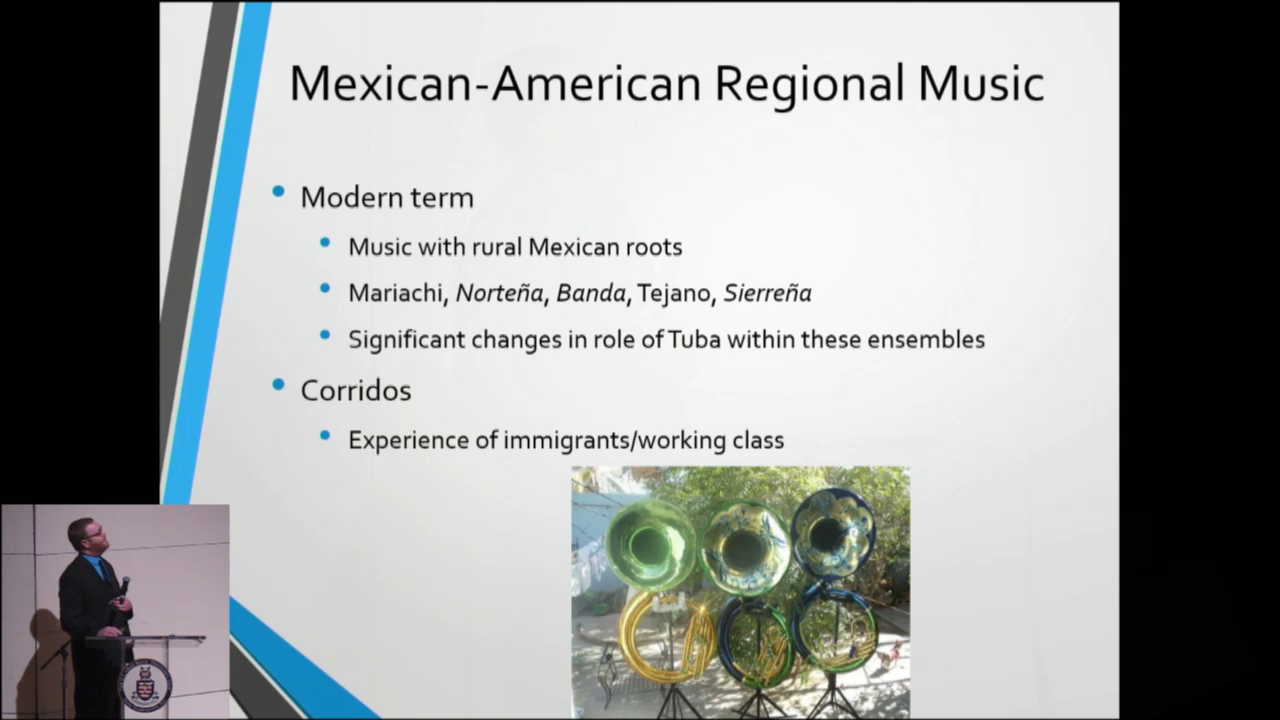 Mexican-American Regional Music
Modern term
Music with rural Mexican roots
Mariachi, Norteña, Banda, Tejano, Sierreña
Significant changes in role of Tuba within these ensembles
Corridos
Experience of immigrants/working class